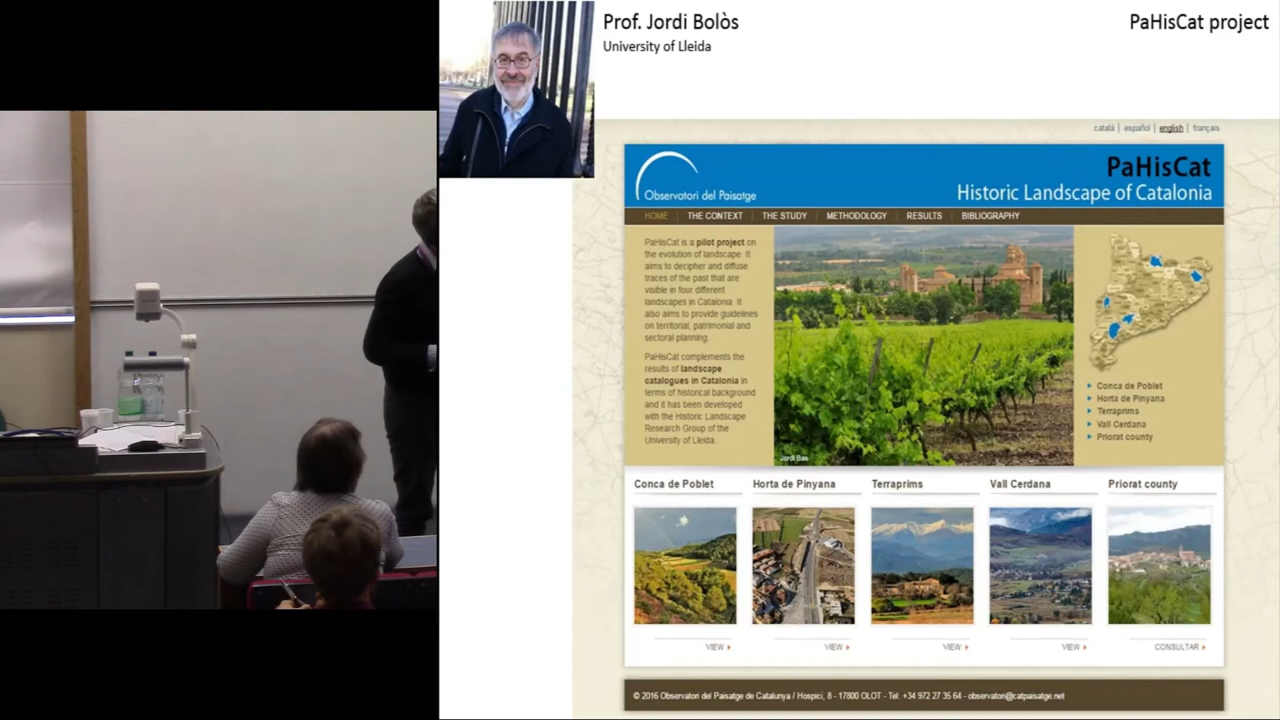 Prof. Jordi Bolòs
PaHisCat project
University of Lleida
català | español | english | français
PaHisCat
Observatori del Paisatge
Historic Landscape of Catalonia
HOME | THE CONTEXT | THE STUDY | METHODOLOGY | RESULTS | BIBLIOGRAPHY
PaHisCat is a pilot project on
the evolution of landscape. It
aims to decipher and diffuse
traces of the past that are
visible in four different
landscapes in Catalonia. It
also aims to provide guidelines
on territorial, patrimonial and
sectoral planning.
PaHisCat complements the
results of landscape
catalogues in Catalonia in
terms of historical background
and it has been developed
with the Historic Landscape
Research Group of the
University of Lleida.
Jordi Bas
Conca de Poblet
Horta de Pinyana
Terraprims
Vall Cerdana
Priorat county
Conca de Poblet
Horta de Pinyana
Terraprims
Vall Cerdana
Priorat county
VIEW
VIEW
VIEW
VIEW
CONSULTAR
© 2016 Observatori del Paisatge de Catalunya / Hospici, 8 - 17800 OLOT - Tel: +34 972 27 35 64 - observatori@catpaisatge.net